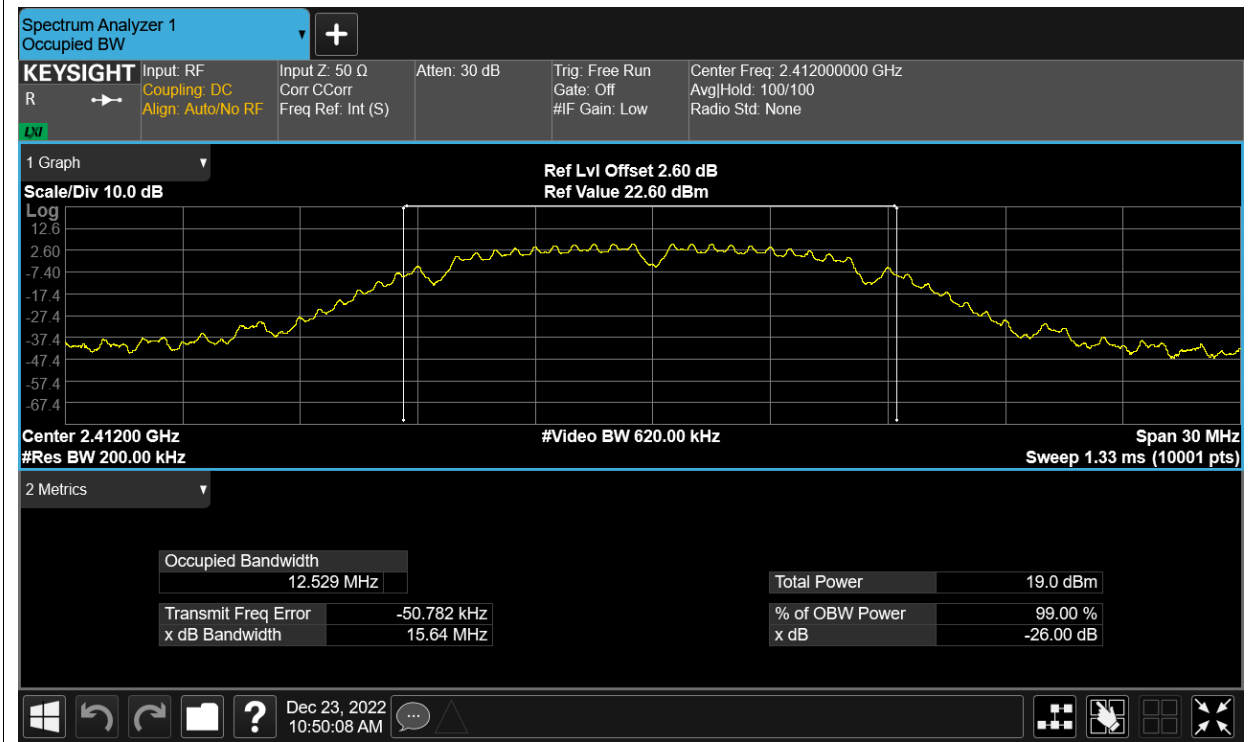 Spectrum Analyzer 1
Occupied BW
KEYSIGHT
R
LXI
Input: RF
Coupling: DC
Align: Auto/No RF
Input Z: 50 Ω
Corr CCorr
Freq Ref: Int (S)
Atten: 30 dB
Trig: Free Run
Gate: Off
#IF Gain: Low
Center Freq: 2.412000000 GHz
Avg|Hold: 100/100
Radio Std: None
1 Graph
Scale/Div 10.0 dB
Ref Lvl Offset 2.60 dB
Ref Value 22.60 dBm
Log
12.6
2.60
-7.40
-17.4
-27.4
-37.4
-47.4
-57.4
-67.4
Center 2.41200 GHz
#Video BW 620.00 kHz
Span 30 MHz
#Res BW 200.00 kHz
Sweep 1.33 ms (10001 pts)
2 Metrics
Occupied Bandwidth
12.529 MHz
Total Power 19.0 dBm
Transmit Freq Error -50.782 kHz
% of OBW Power 99.00 %
x dB Bandwidth 15.64 MHz
x dB -26.00 dB
?
Dec 23, 2022
10:50:08 AM